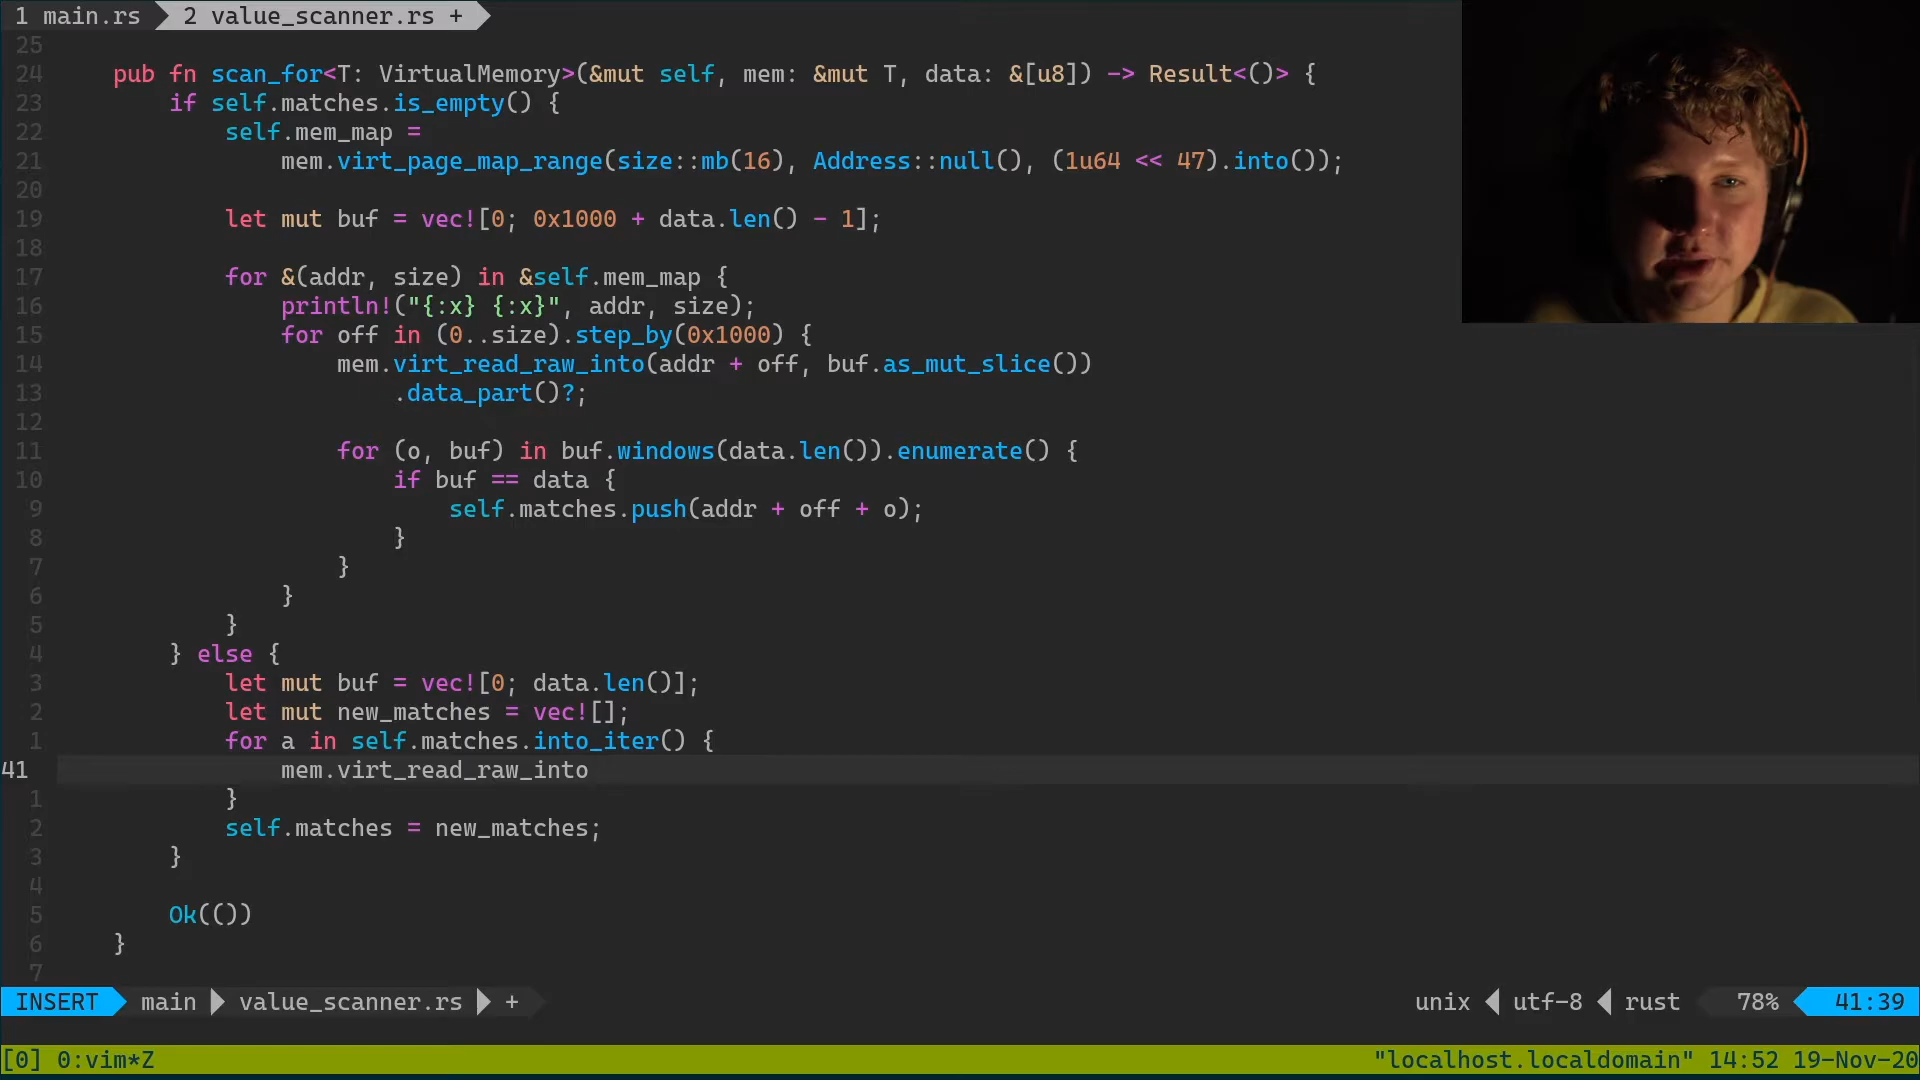 1 main.rs 2 value_scanner.rs +
25
24 pub fn scan_for<T: VirtualMemory>(&mut self, mem: &mut T, data: &[u8]) -> Result<()> {
23 if self.matches.is_empty() {
22 self.mem_map =
21 mem.virt_page_map_range(size::mb(16), Address::null(), (1u64 << 47).into());
20
19 let mut buf = vec![0; 0x1000 + data.len() - 1];
18
17 for &(addr, size) in &self.mem_map {
16 println!("{:x} {:x}", addr, size);
15 for off in (0..size).step_by(0x1000) {
14 mem.virt_read_raw_into(addr + off, buf.as_mut_slice())
13 .data_part()?;
12
11 for (o, buf) in buf.windows(data.len()).enumerate() {
10 if buf == data {
9 self.matches.push(addr + off + o);
8 }
7 }
6 }
5 }
4 } else {
3 let mut buf = vec![0; data.len()];
2 let mut new_matches = vec![];
1 for a in self.matches.into_iter() {
41 mem.virt_read_raw_into
1 }
2 self.matches = new_matches;
3 }
4
5 Ok(())
6 }
7
INSERT main value_scanner.rs + unix utf-8 rust 78% 41:39
[0] 0:vim*Z "localhost.localdomain" 14:52 19-Nov-20